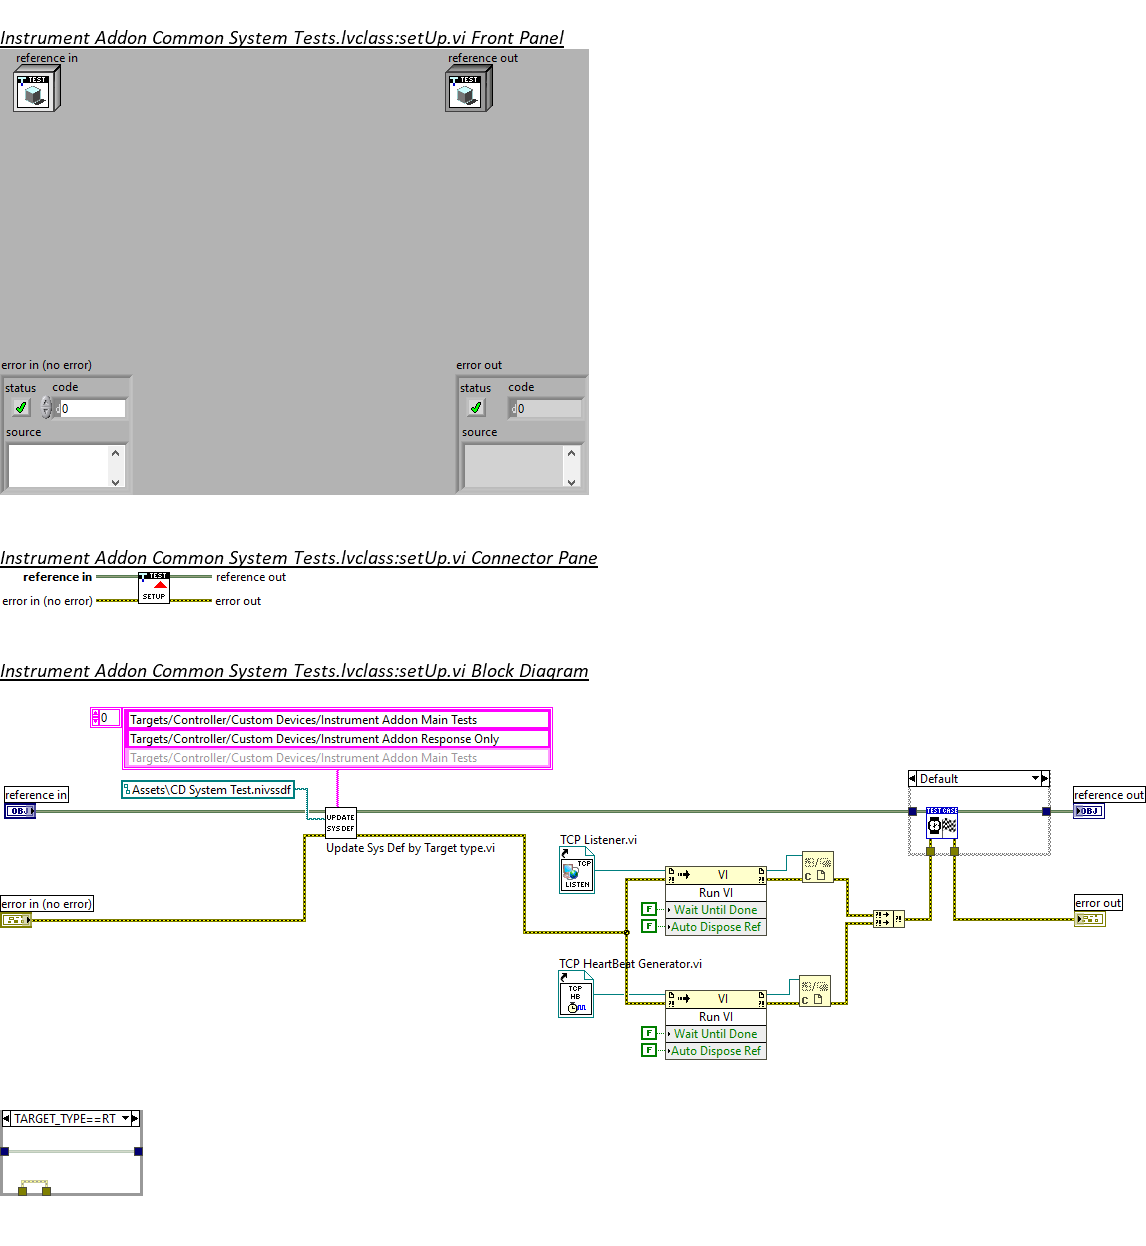 Instrument Addon Common System Tests.lvclass:setUp.vi Front Panel
reference in
reference out
TEST
TEST
error in (no error)
error out
status code
status code
d 0
d 0
source
source
Instrument Addon Common System Tests.lvclass:setUp.vi Connector Pane
reference in
TEST
SETUP
reference out
error in (no error)
error out
Instrument Addon Common System Tests.lvclass:setUp.vi Block Diagram
0
Targets/Controller/Custom Devices/Instrument Addon Main Tests
Targets/Controller/Custom Devices/Instrument Addon Response Only
Targets/Controller/Custom Devices/Instrument Addon Main Tests
Assets\CD System Test.nivssdf
Default
reference in
OBJ
reference out
OBJ
UPDATE
SYS DEF
TEST CASE
Update Sys Def by Target type.vi
TCP Listener.vi
TCP
LISTEN
VI
Run VI
F
Wait Until Done
F
Auto Dispose Ref
C
error in (no error)
error out
TCP HeartBeat Generator.vi
TCP
HB
VI
Run VI
F
Wait Until Done
F
Auto Dispose Ref
C
TARGET_TYPE==RT